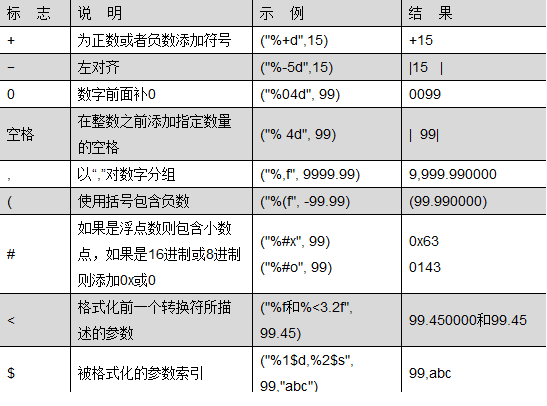 标 志 说 明 示 例 结 果
+ 为正数或者负数添加符号 ("%+d",15) +15
− 左对齐 ("%-5d",15) |15 |
0 数字前面补0 ("%04d", 99) 0099
空格 在整数之前添加指定数量
的空格 ("% 4d", 99) | 99|
, 以“,”对数字分组 ("%,f", 9999.99) 9,999.990000
( 使用括号包含负数 ("%(f", -99.99) (99.990000)
# 如果是浮点数则包含小数
点，如果是16进制或8进制
则添加0x或0 ("%#x", 99)
("%#o", 99) 0x63
0143
< 格式化前一个转换符所描
述的参数 ("%f和%<3.2f",
99.45) 99.450000和99.45
$ 被格式化的参数索引 ("%1$d,%2$s",
99,"abc") 99,abc